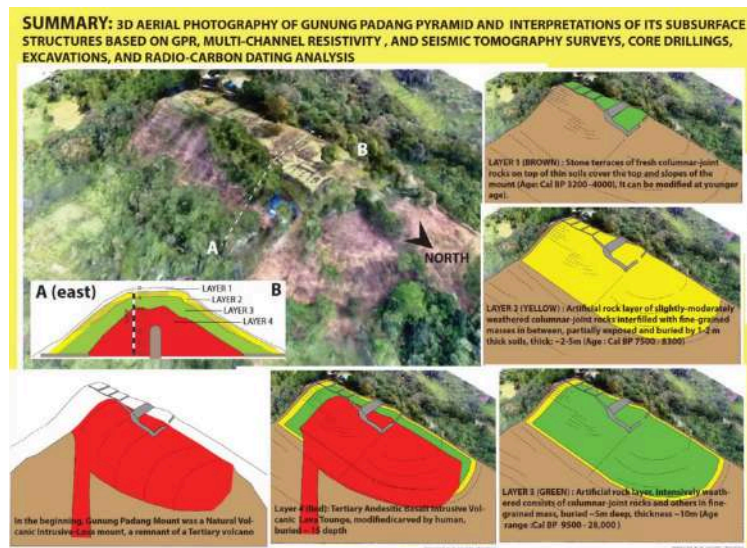 SUMMARY: 3D AERIAL PHOTOGRAPHY OF GUNUNG PADANG PYRAMID AND INTERPRETATIONS OF ITS SUBSURFACE
STRUCTURES BASED ON GPR, MULTI-CHANNEL RESISTIVITY , AND SEISMIC TOMOGRAPHY SURVEYS, CORE DRILLINGS,
EXCAVATIONS, AND RADIO-CARBON DATING ANALYSIS
B
A
NORTH
A (east)
B
LAYER 1
LAYER 2
LAYER 3
LAYER 4
LAYER 1 (BROWN) : Stone terraces of fresh columnar-joint
rocks on top of thin soils cover the top and slopes of the
mount (Age: Cal BP 3200 -4000), It can be modified at younger
age).
LAYER 2 (YELLOW) : Artificial rock layer of slightly-moderately
weathered columnar-joint rocks interfilled with fine-grained
masses in between, partially exposed and buried by 1-2 m
thick soils, thick: ~2-5m (Age : Cal BP 7500 - 8300)
In the beginning, Gunung Padang Mount was a Natural Vol-
canic Intrusive-Lava mount, a remnant of a Tertiary volcano
Layer 4 (Red): Tertiary Andesitic Basalt Intrusive Vol-
canic Lava Tounge, modified/carved by human,
buried ~ 15 depth
LAYER 3 (GREEN) : Artificial rock layer, intensively weath-
ered consists of columnar-joint rocks and others in fine-
grained mass, buried ~5m deep, thickness ~10m (Age
range :Cal BP 9500 - 28,000 )